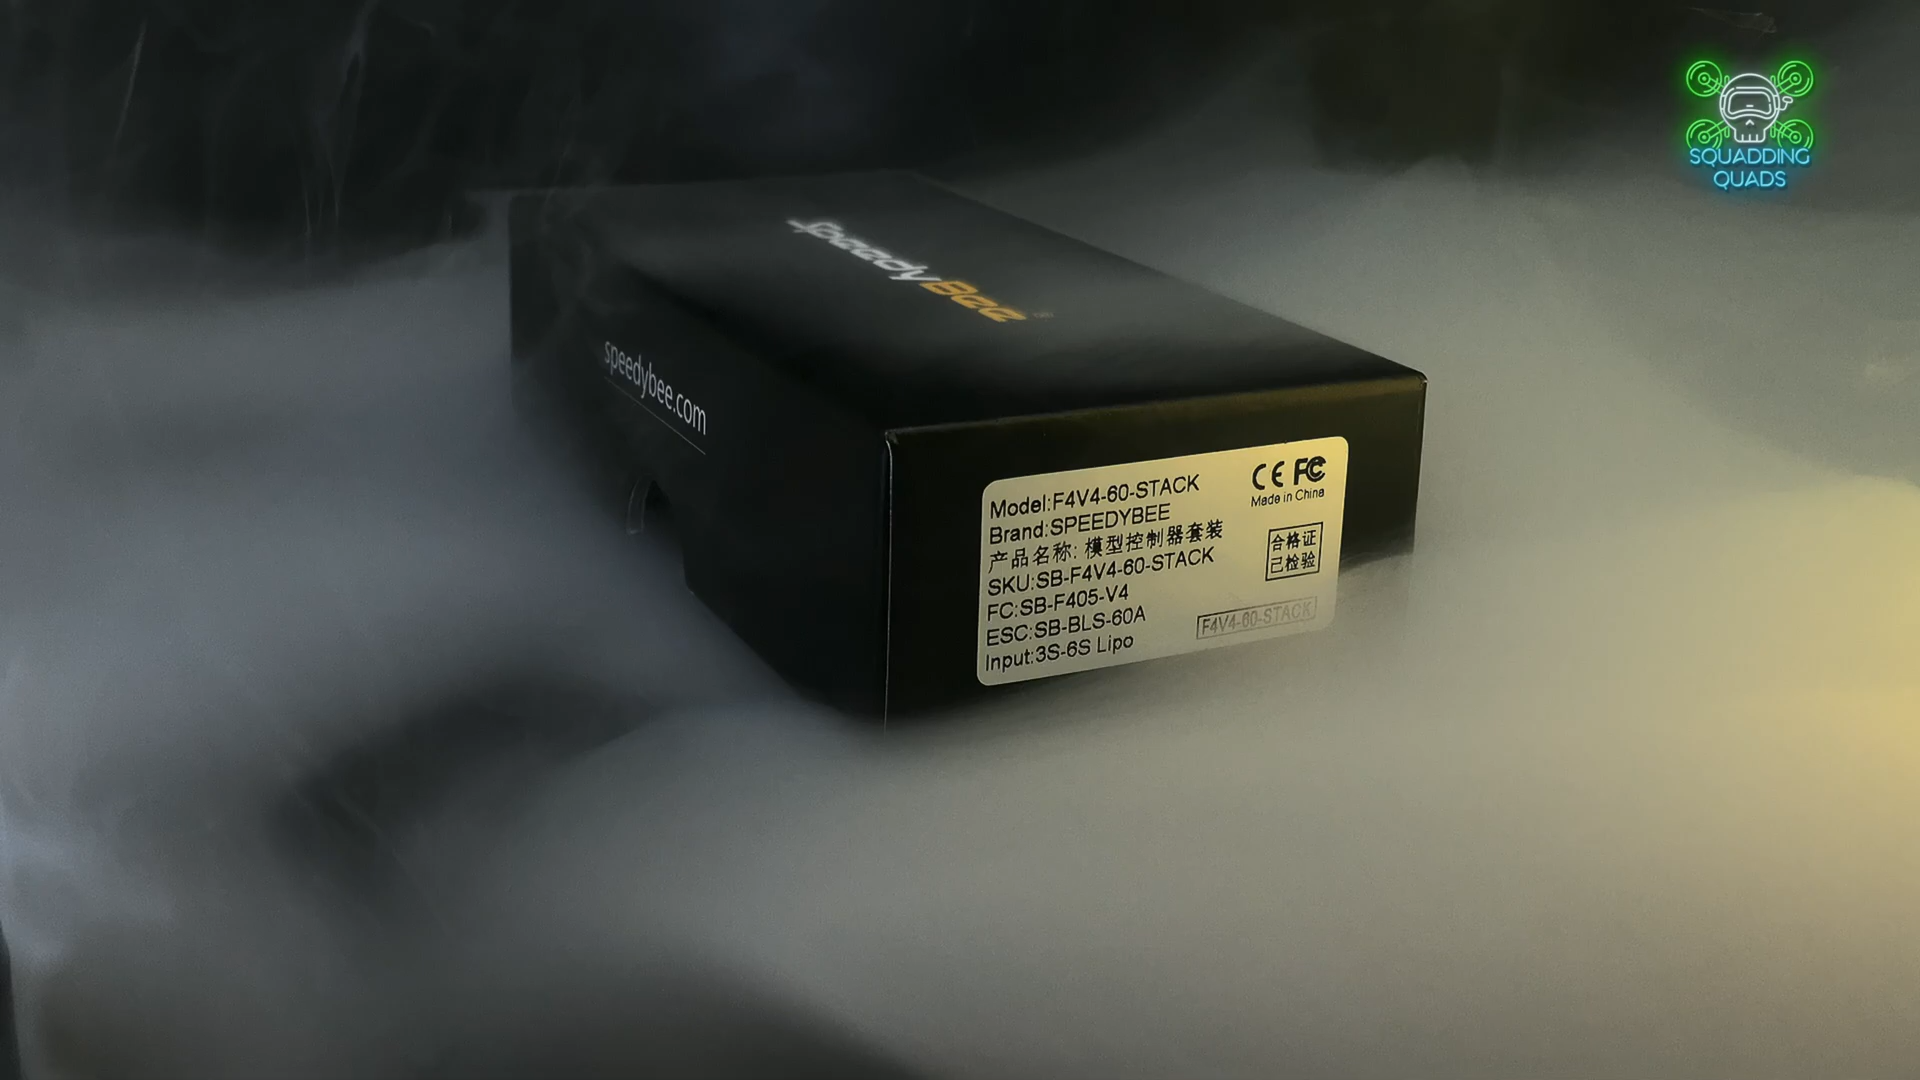 SQUADDING
QUADS
SpeedyBee
speedybee.com
Model:F4V4-60-STACK
Brand:SPEEDYBEE
产品名称: 模型控制器套装
SKU:SB-F4V4-60-STACK
FC:SB-F405-V4
ESC:SB-BLS-60A
Input:3S-6S Lipo
CE FC
Made in China
合格证
己检验
F4V4-60-STACK